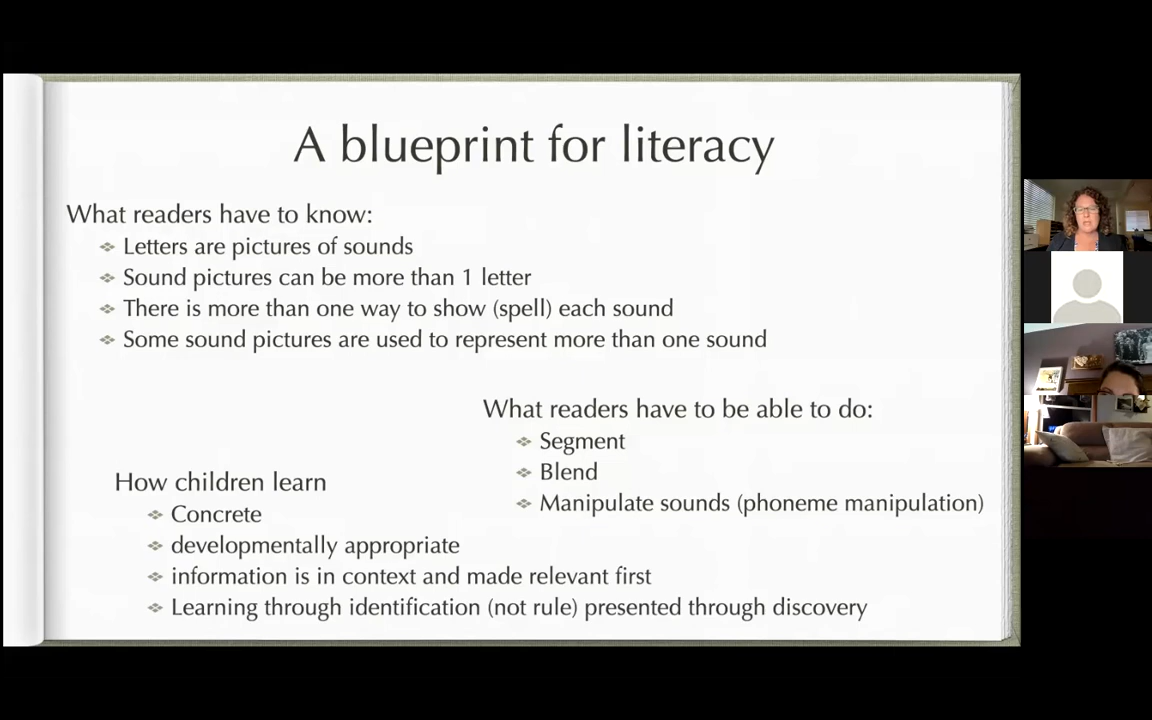 A blueprint for literacy
What readers have to know:
Letters are pictures of sounds
Sound pictures can be more than 1 letter
There is more than one way to show (spell) each sound
Some sound pictures are used to represent more than one sound
What readers have to be able to do:
Segment
Blend
Manipulate sounds (phoneme manipulation)
How children learn
Concrete
developmentally appropriate
information is in context and made relevant first
Learning through identification (not rule) presented through discovery